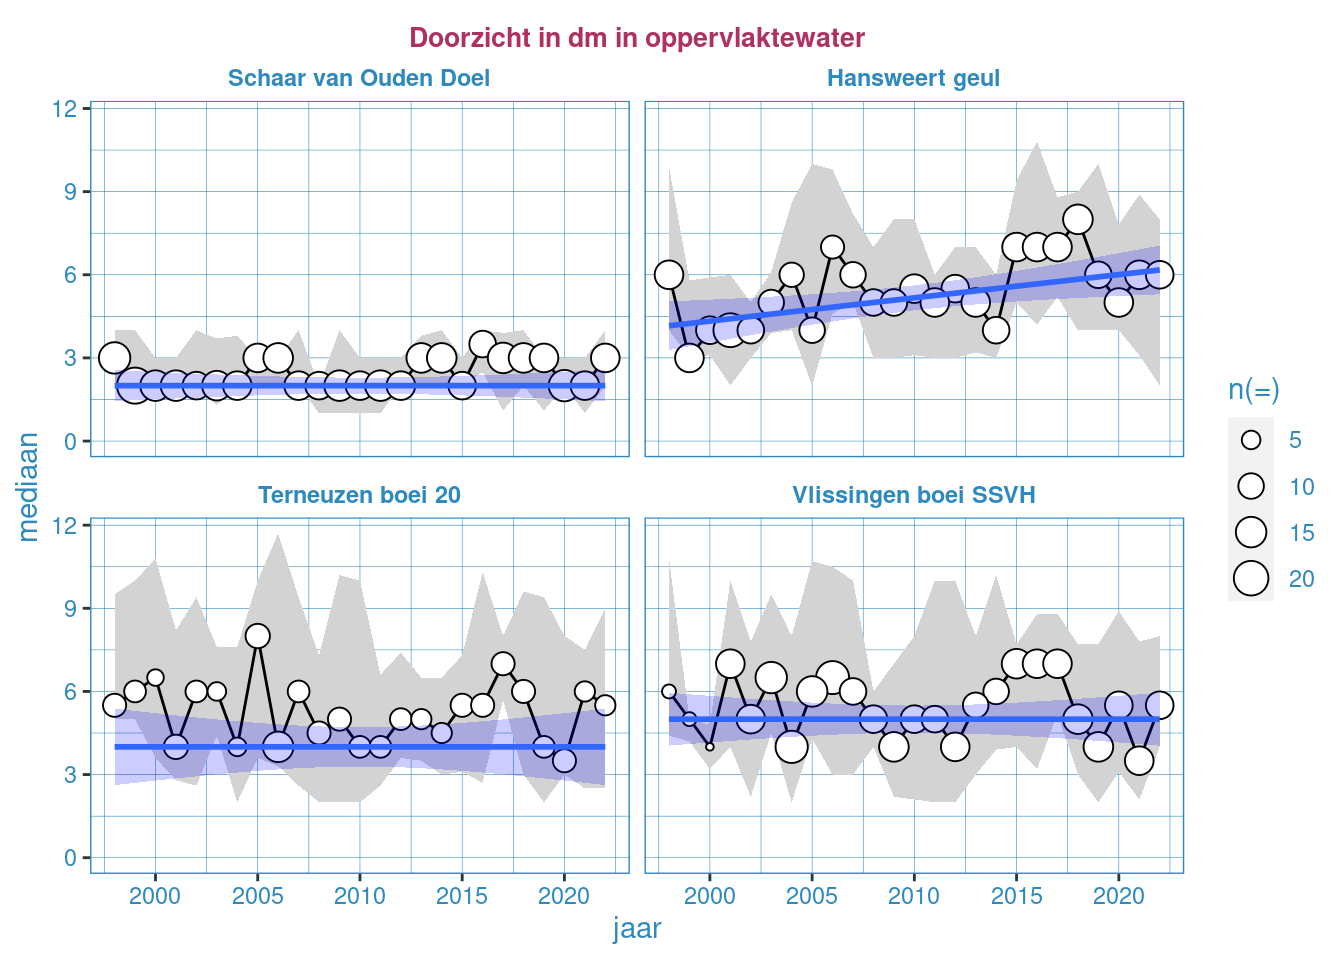 Doorzicht in dm in oppervlaktewater
Schaar van Ouden Doel
Hansweert geul
12
9
6
3
0
Terneuzen boei 20
Vlissingen boei SSVH
12
9
6
3
0
mediaan
2000 2005 2010 2015 2020
2000 2005 2010 2015 2020
jaar
n(=)
5
10
15
20